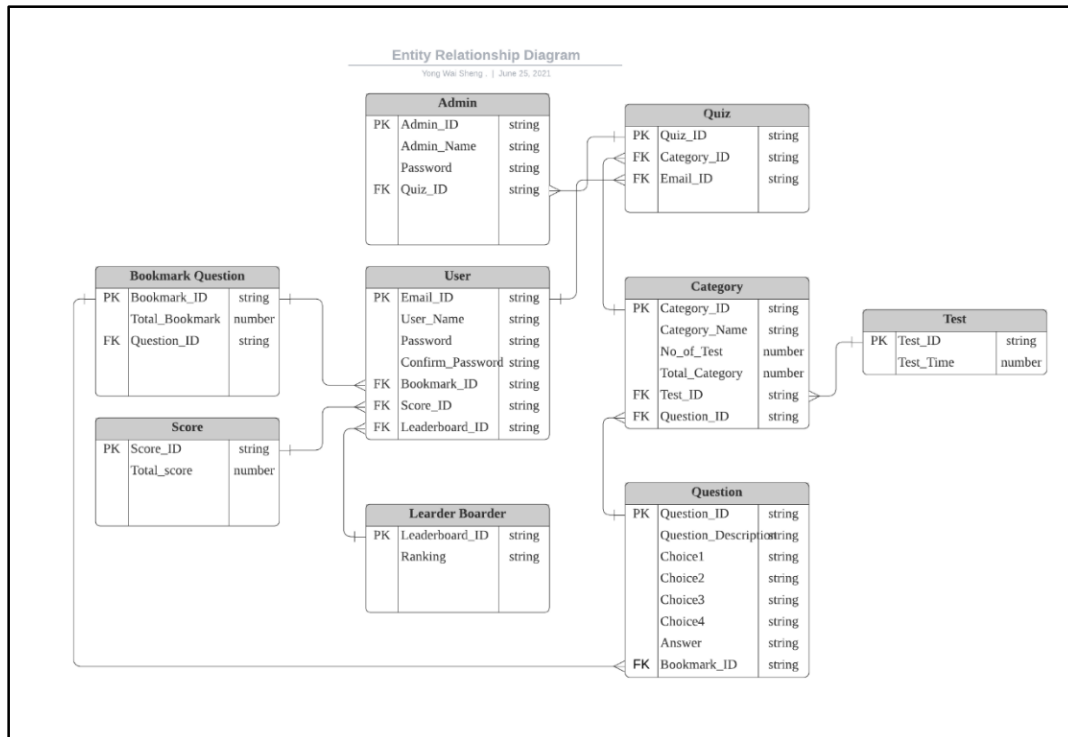 Entity Relationship Diagram
Yong Wai Sheng . | June 25, 2021
Admin
PK Admin_ID string
Admin_Name string
Password string
FK Quiz_ID string
Quiz
PK Quiz_ID string
FK Category_ID string
FK Email_ID string
Bookmark Question
PK Bookmark_ID string
Total_Bookmark number
FK Question_ID string
User
PK Email_ID string
User_Name string
Password string
Confirm_Password string
FK Bookmark_ID string
FK Score_ID string
FK Leaderboard_ID string
Category
PK Category_ID string
Category_Name string
No_of_Test number
Total_Category number
FK Test_ID string
FK Question_ID string
Test
PK Test_ID string
Test_Time number
Score
PK Score_ID string
Total_score number
Learder Boarder
PK Leaderboard_ID string
Ranking string
Question
PK Question_ID string
Question_Description string
Choice1 string
Choice2 string
Choice3 string
Choice4 string
Answer string
FK Bookmark_ID string